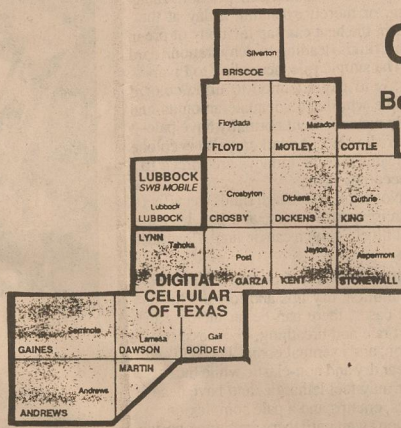 C
Be
Silverton
BRISCOE
Floydada
Matador
FLOYD
MOTLEY
COTTLE
LUBBOCK
SWB MOBILE
Lubbock
LUBBOCK
Crosbyton
Dickens
Guthrie
CROSBY
DICKENS
KING
LYNN
Tahoka
Post
Jayton
Aspermont
GARZA
KENT
STONEWALL
DIGITAL
CELLULAR
OF TEXAS
Seminole
Lamesa
Gail
GAINES
DAWSON
BORDEN
MARTIN
Andrews
ANDREWS